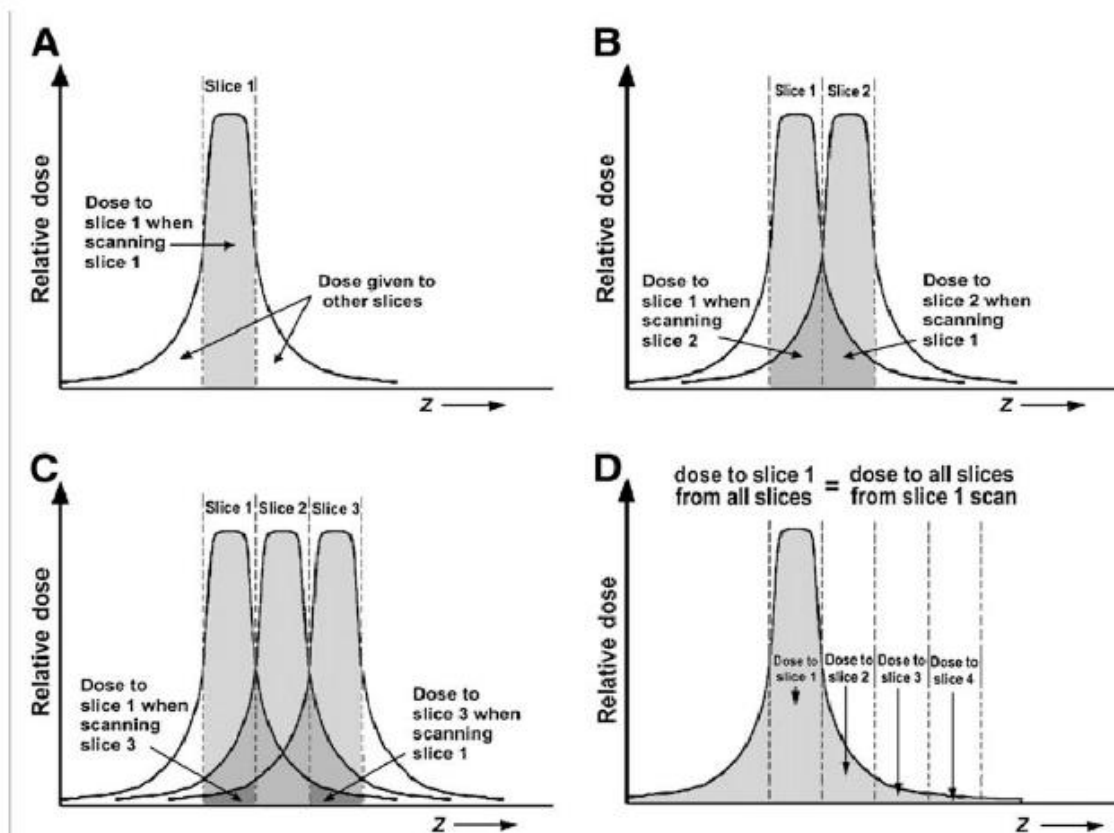 A
Slice 1
Relative dose
Dose to
slice 1 when
scanning
slice 1
Dose given to
other slices
z
B
Slice 1
Slice 2
Relative dose
Dose to
slice 1 when
scanning
slice 2
Dose to
slice 2 when
scanning
slice 1
z
C
Slice 1
Slice 2
Slice 3
Relative dose
Dose to
slice 1 when
scanning
slice 3
Dose to
slice 3 when
scanning
slice 1
z
D
dose to slice 1 = dose to all slices
from all slices from slice 1 scan
Relative dose
Dose to
slice 1
Dose to
slice 2
Dose to
slice 3
Dose to
slice 4
z